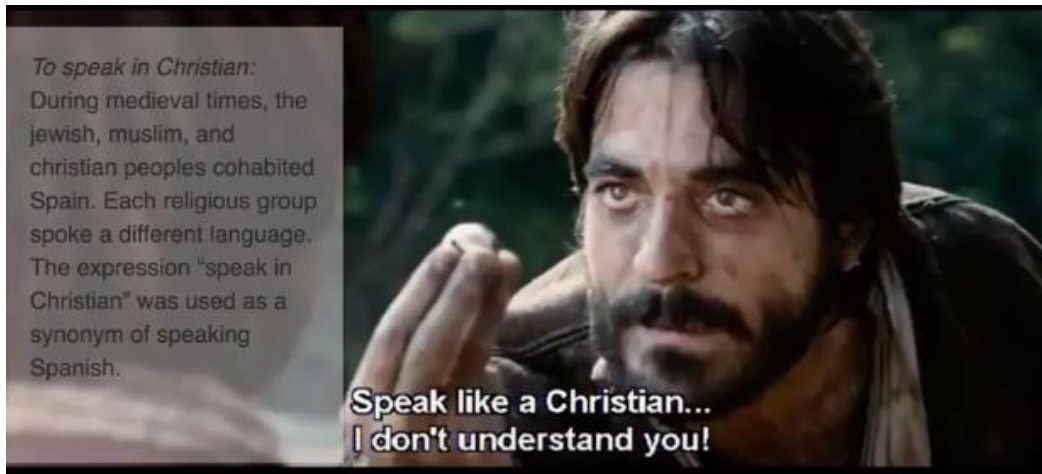 To speak in Christian:
During medieval times, the
jewish, muslim, and
christian peoples cohabited
Spain. Each religious group
spoke a different language.
The expression “speak in
Christian” was used as a
synonym of speaking
Spanish.
Speak like a Christian...
I don't understand you!